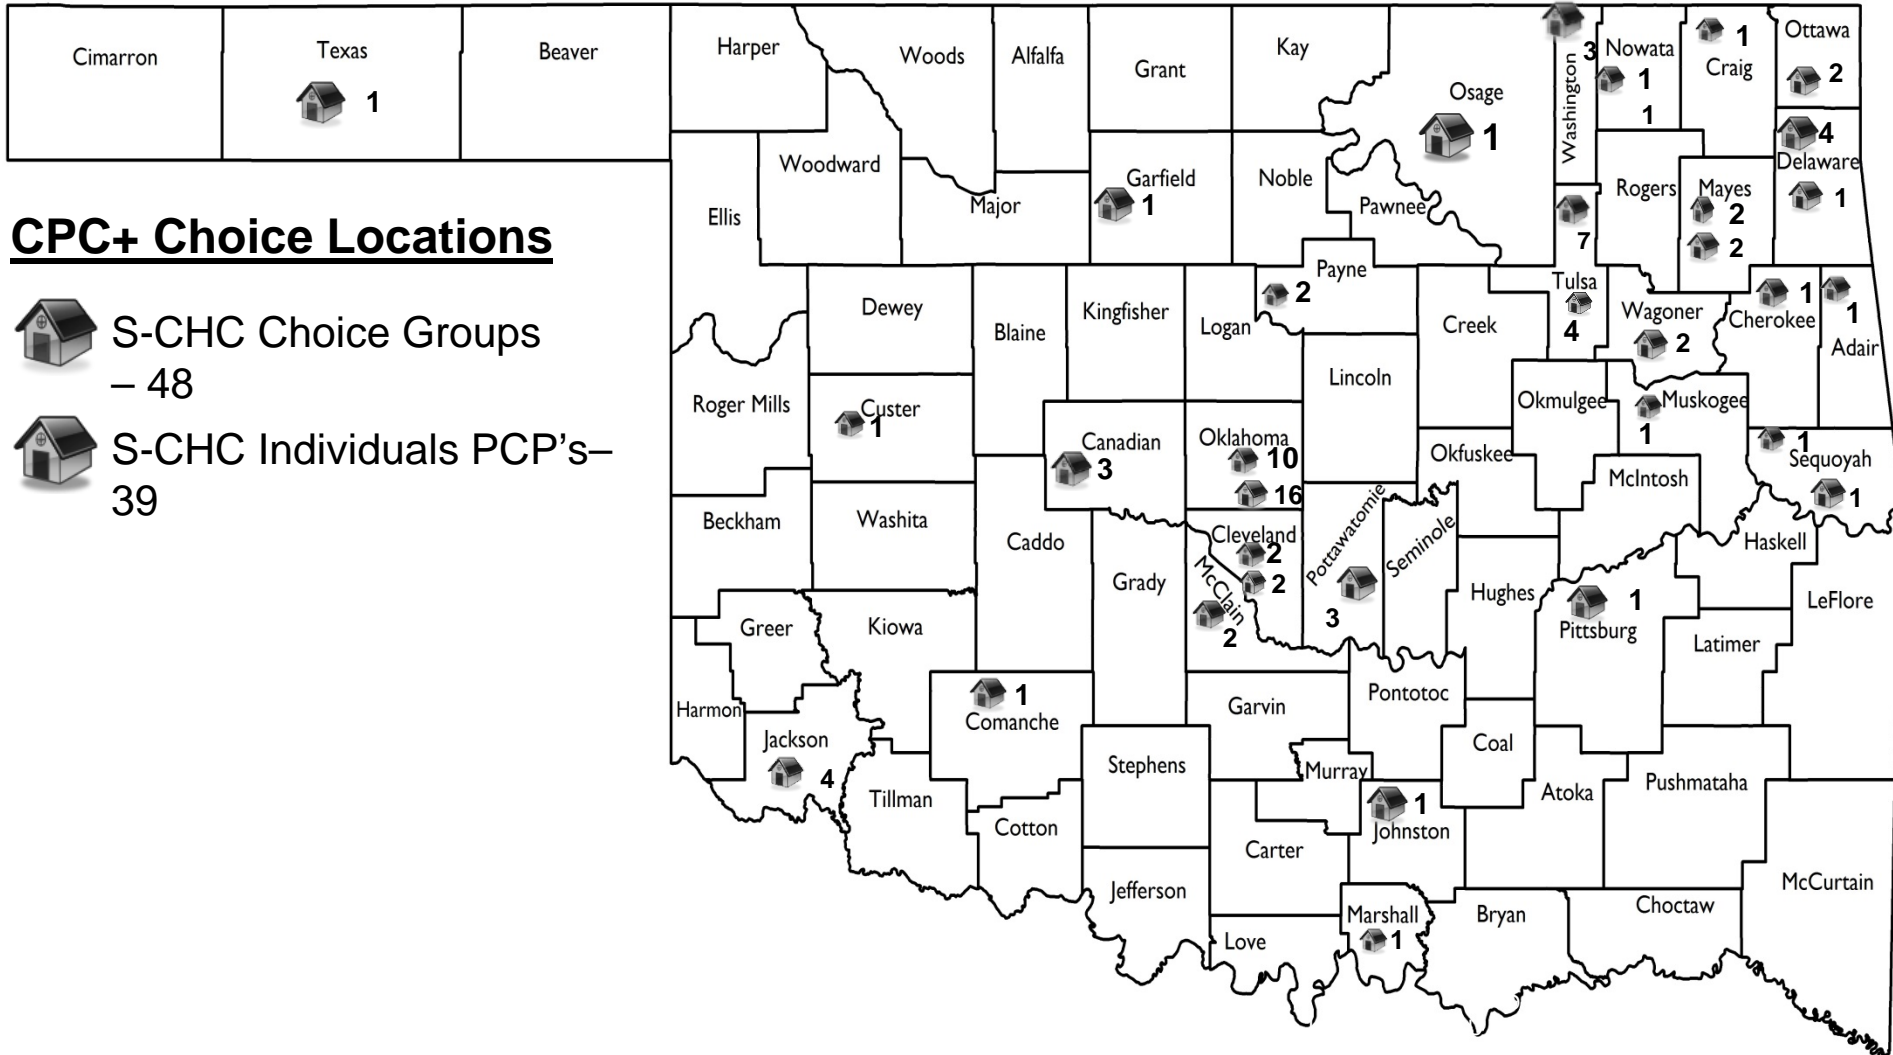 Cimarron
Texas
1
Beaver
Harper
Woods
Alfalfa
Grant
Kay
Osage
1
Washington
3
Nowata
1
1
1
Craig
Ottawa
2
4
Delaware
1
Ellis
Woodward
Major
Garfield
1
Noble
Pawnee
Rogers
Mayes
2
2
7
Tulsa
4
CPC+ Choice Locations
S-CHC Choice Groups
– 48
S-CHC Individuals PCP’s–
39
Dewey
Blaine
Kingfisher
Logan
2
Payne
Creek
Wagoner
2
1
Cherokee
1
Adair
Roger Mills
Custer
1
Canadian
3
Oklahoma
10
16
Lincoln
Okmulgee
Muskogee
1
Okfuskee
McIntosh
1
Sequoyah
1
Beckham
Washita
Caddo
Grady
Cleveland
2
2
McClain
2
Pottawatomie
3
Seminole
Hughes
1
Pittsburg
Haskell
LeFlore
Latimer
Greer
Kiowa
Harmon
Jackson
4
Tillman
1
Comanche
Cotton
Stephens
Jefferson
Garvin
Murray
Pontotoc
Coal
Atoka
Pushmataha
1
Johnston
Carter
Love
Marshall
1
Bryan
Choctaw
McCurtain